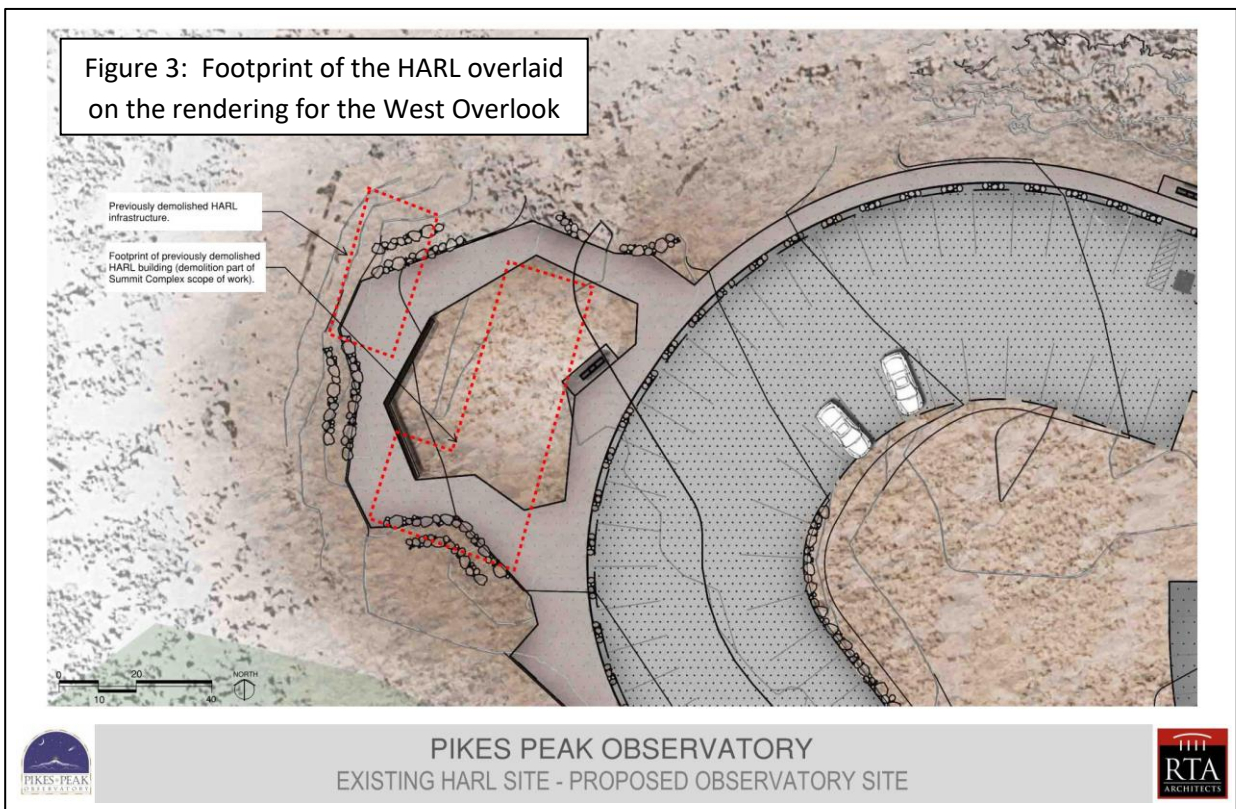 Figure 3: Footprint of the HARL overlaid
on the rendering for the West Overlook
Previously demolished HARL
infrastructure.
Footprint of previously demolished
HARL building (demolition part of
Summit Complex scope of work).
0 20
10 40
NORTH
PIKES PEAK
OBSERVATORY
PIKES PEAK OBSERVATORY
EXISTING HARL SITE - PROPOSED OBSERVATORY SITE
RTA
ARCHITECTS